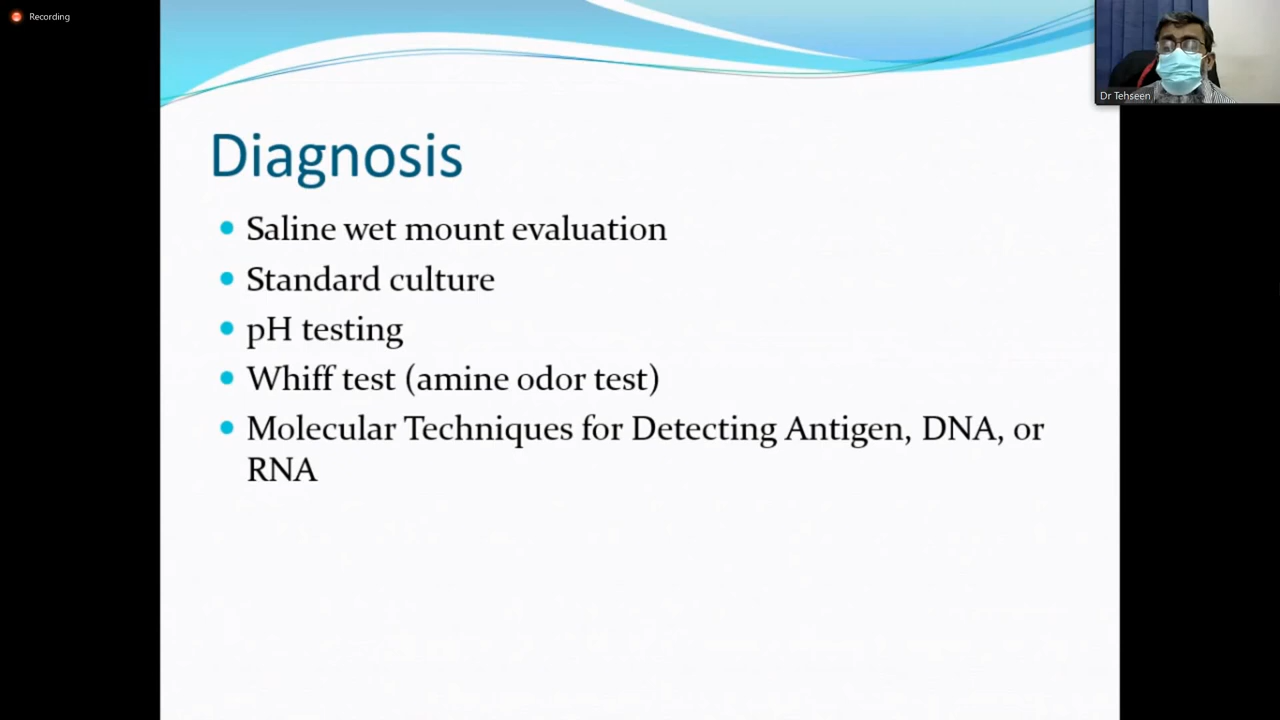 Recording
Dr Tehseen
Diagnosis
Saline wet mount evaluation
Standard culture
pH testing
Whiff test (amine odor test)
Molecular Techniques for Detecting Antigen, DNA, or
RNA